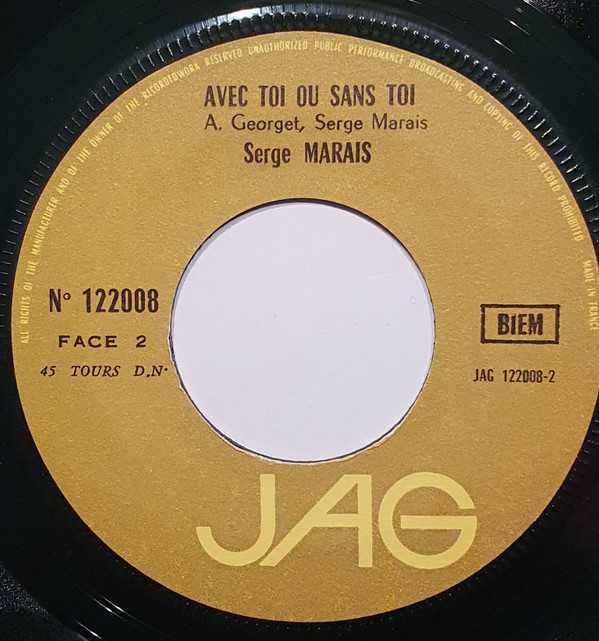 ALL RIGHTS OF THE MANUFACTURER AND OF THE OWNER OF THE RECORDEDWORK RESERVED UNAUTHORIZED PUBLIC PERFORMANCE BROADCASTING AND COPYING OF THIS RECORD PROHIBITED MADE IN FRANCE
AVEC TOI OU SANS TOI
A. Georget, Serge Marais
Serge MARAIS
No 122008
FACE 2
45 TOURS D.N.
BIEM
JAG 122008-2
JAG